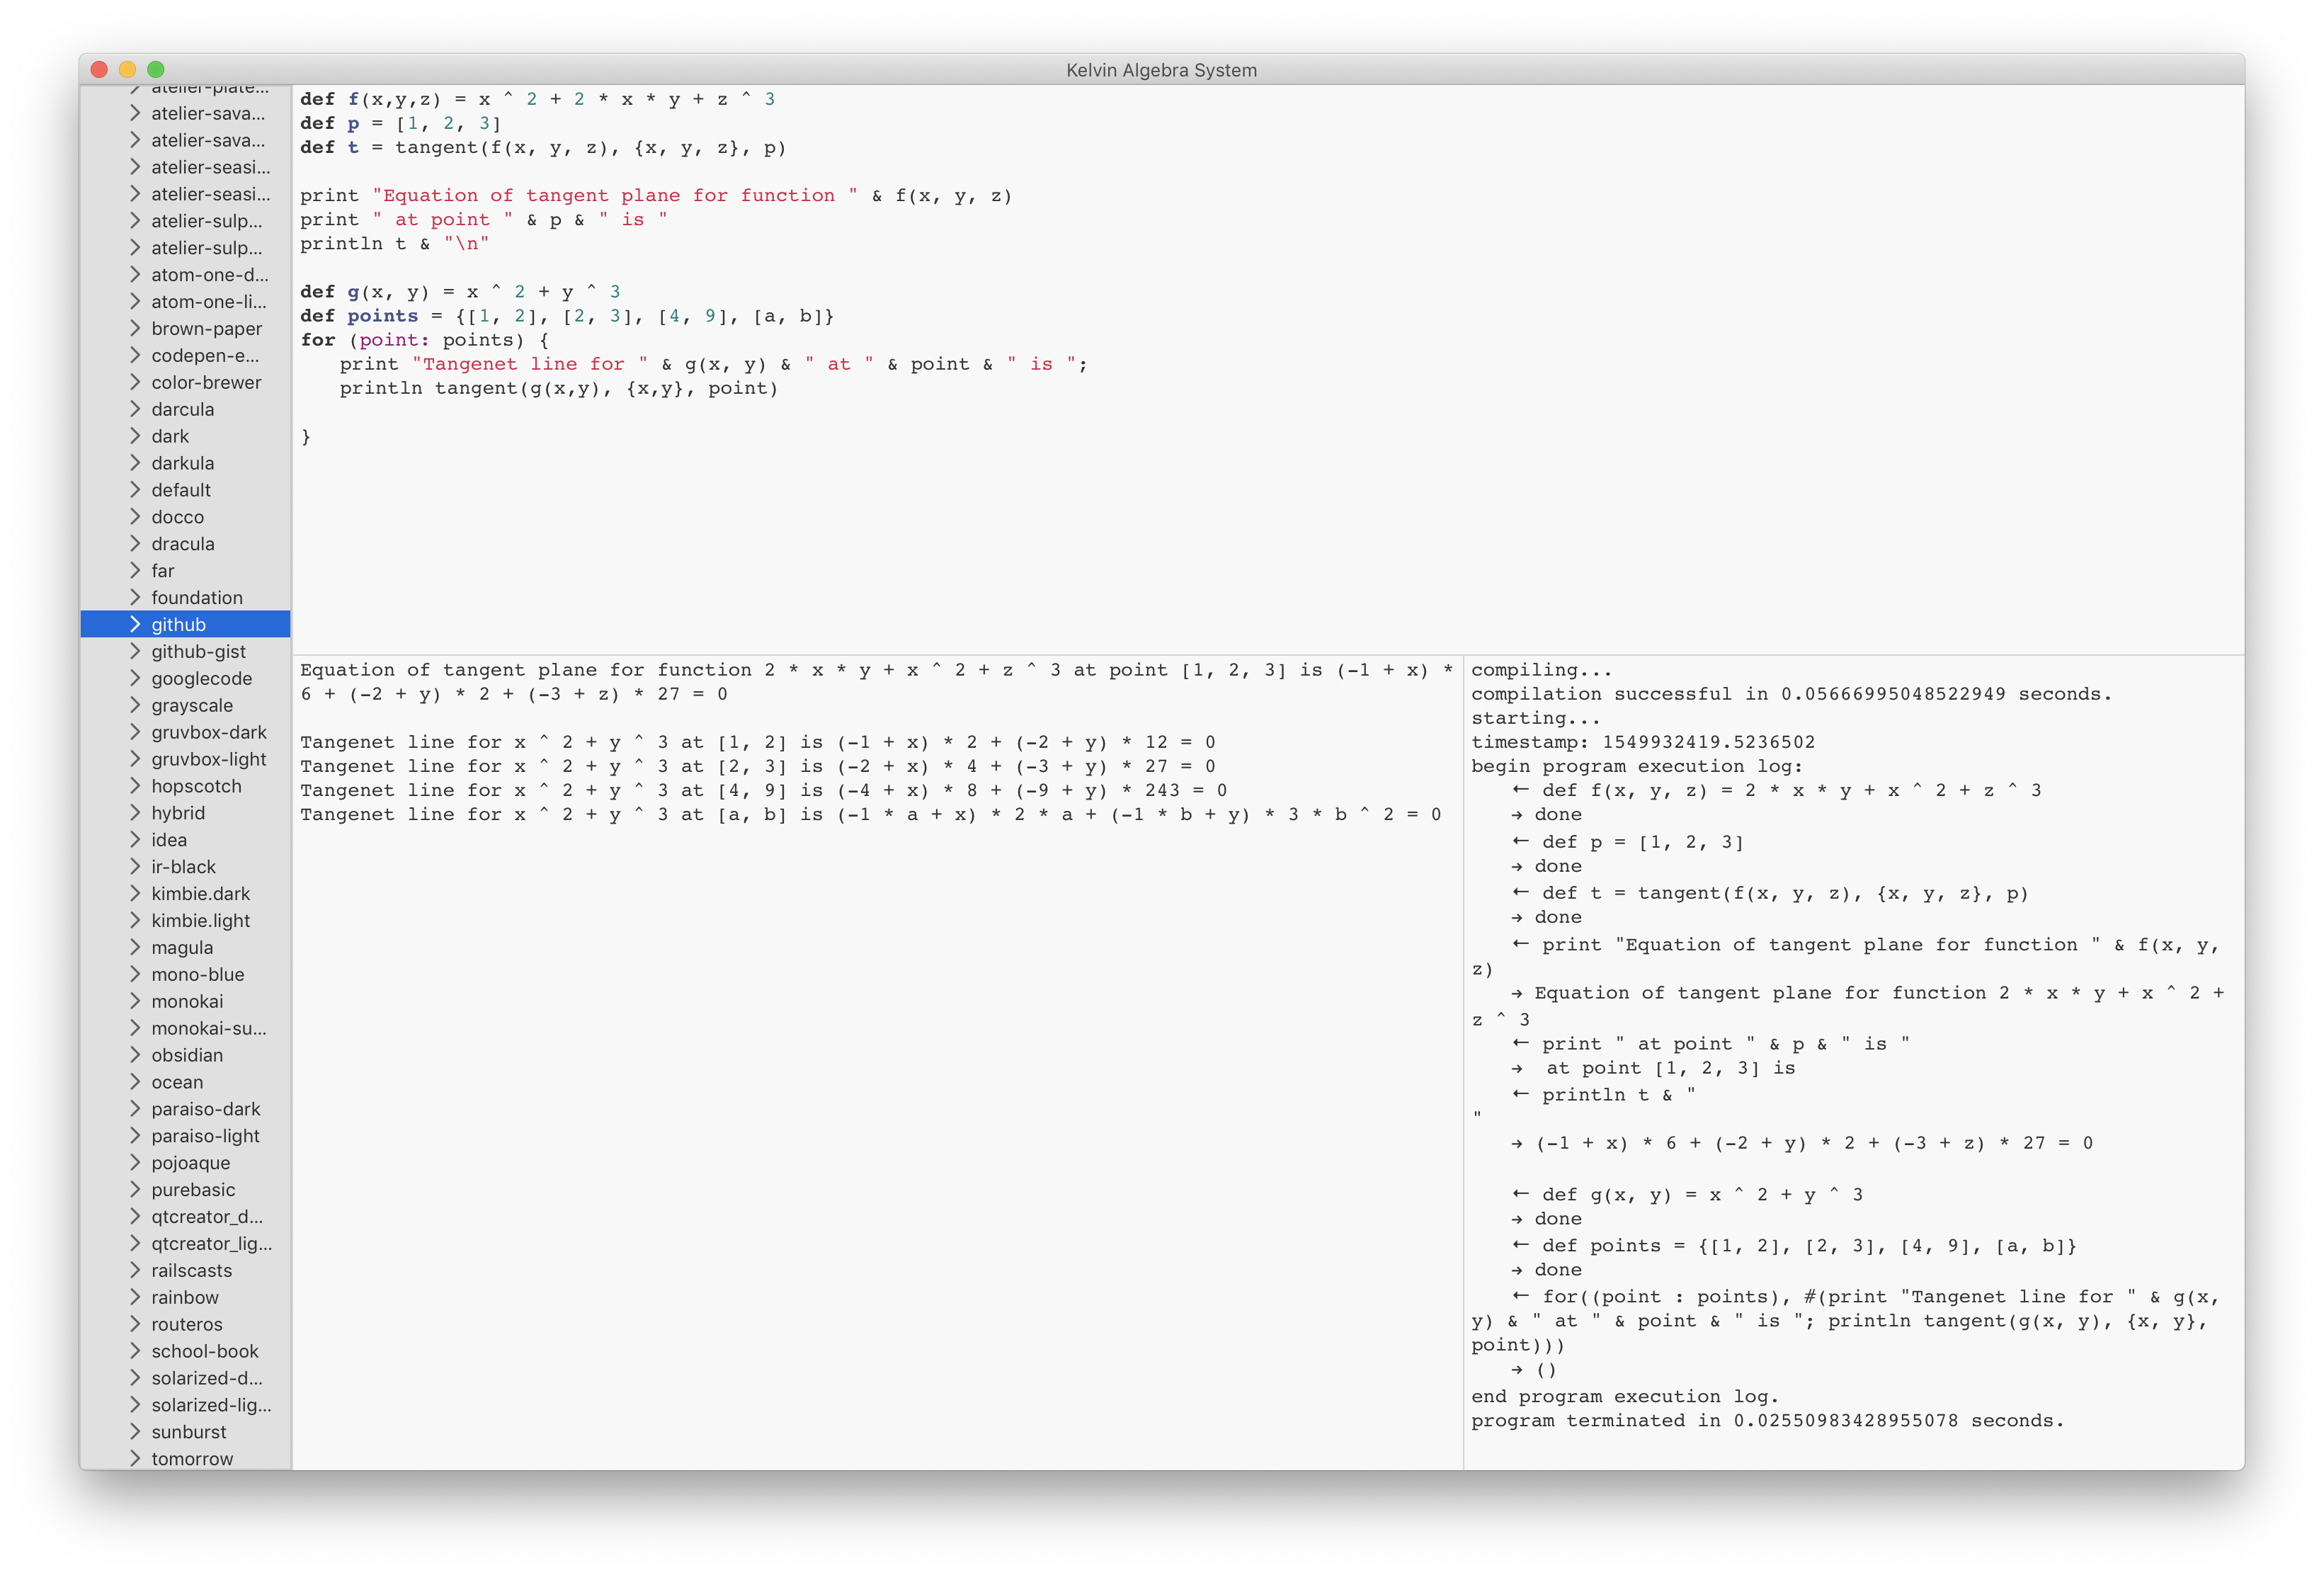 Kelvin Algebra System
atelier-plate...
atelier-sava...
atelier-sava...
atelier-seasi...
atelier-seasi...
atelier-sulp...
atelier-sulp...
atom-one-d...
atom-one-li...
brown-paper
codepen-e...
color-brewer
darcula
dark
darkula
default
docco
dracula
far
foundation
github
github-gist
googlecode
grayscale
gruvbox-dark
gruvbox-light
hopscotch
hybrid
idea
ir-black
kimbie.dark
kimbie.light
magula
mono-blue
monokai
monokai-su...
obsidian
ocean
paraiso-dark
paraiso-light
pojoaque
purebasic
qtcreator_d...
qtcreator_lig...
railscasts
rainbow
routeros
school-book
solarized-d...
solarized-lig...
sunburst
tomorrow
def f(x,y,z) = x ^ 2 + 2 * x * y + z ^ 3
def p = [1, 2, 3]
def t = tangent(f(x, y, z), {x, y, z}, p)
print "Equation of tangent plane for function " & f(x, y, z)
print " at point " & p & " is "
println t & "\n"
def g(x, y) = x ^ 2 + y ^ 3
def points = {[1, 2], [2, 3], [4, 9], [a, b]}
for (point: points) {
print "Tangenet line for " & g(x, y) & " at " & point & " is ";
println tangent(g(x,y), {x,y}, point)
}
Equation of tangent plane for function 2 * x * y + x ^ 2 + z ^ 3 at point [1, 2, 3] is (-1 + x) *
6 + (-2 + y) * 2 + (-3 + z) * 27 = 0
Tangenet line for x ^ 2 + y ^ 3 at [1, 2] is (-1 + x) * 2 + (-2 + y) * 12 = 0
Tangenet line for x ^ 2 + y ^ 3 at [2, 3] is (-2 + x) * 4 + (-3 + y) * 27 = 0
Tangenet line for x ^ 2 + y ^ 3 at [4, 9] is (-4 + x) * 8 + (-9 + y) * 243 = 0
Tangenet line for x ^ 2 + y ^ 3 at [a, b] is (-1 * a + x) * 2 * a + (-1 * b + y) * 3 * b ^ 2 = 0
compiling...
compilation successful in 0.05666995048522949 seconds.
starting...
timestamp: 1549932419.5236502
begin program execution log:
← def f(x, y, z) = 2 * x * y + x ^ 2 + z ^ 3
→ done
← def p = [1, 2, 3]
→ done
← def t = tangent(f(x, y, z), {x, y, z}, p)
→ done
← print "Equation of tangent plane for function " & f(x, y,
z)
→ Equation of tangent plane for function 2 * x * y + x ^ 2 +
z ^ 3
← print " at point " & p & " is "
→  at point [1, 2, 3] is
← println t & "
"
→ (-1 + x) * 6 + (-2 + y) * 2 + (-3 + z) * 27 = 0
← def g(x, y) = x ^ 2 + y ^ 3
→ done
← def points = {[1, 2], [2, 3], [4, 9], [a, b]}
→ done
← for((point : points), #(print "Tangenet line for " & g(x,
y) & " at " & point & " is "; println tangent(g(x, y), {x, y},
point)))
→ ()
end program execution log.
program terminated in 0.02550983428955078 seconds.